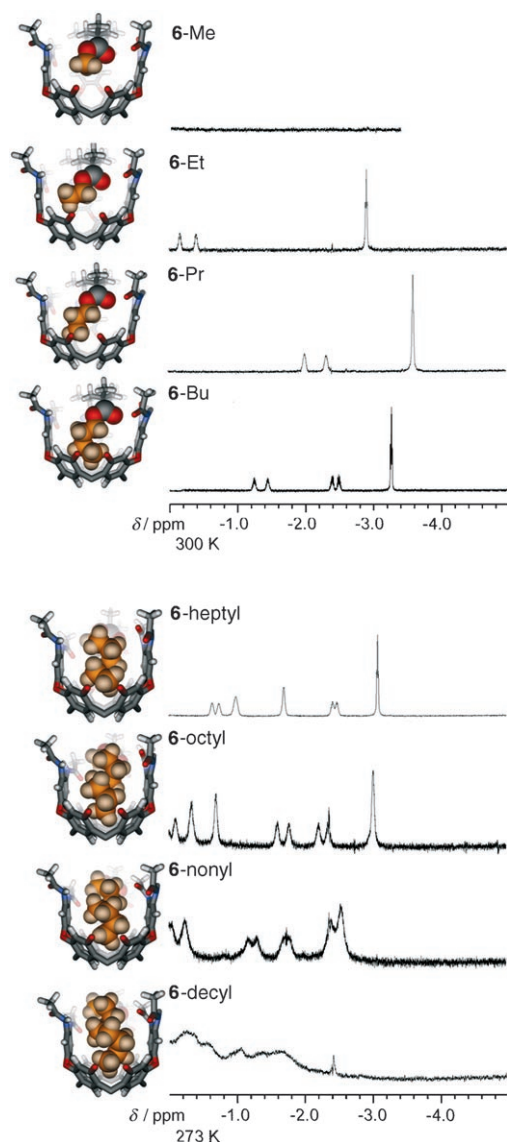 6-Me
6-Et
6-Pr
6-Bu
δ / ppm -1.0 -2.0 -3.0 -4.0
300 K
6-heptyl
6-octyl
6-nonyl
6-decyl
δ / ppm -1.0 -2.0 -3.0 -4.0
273 K